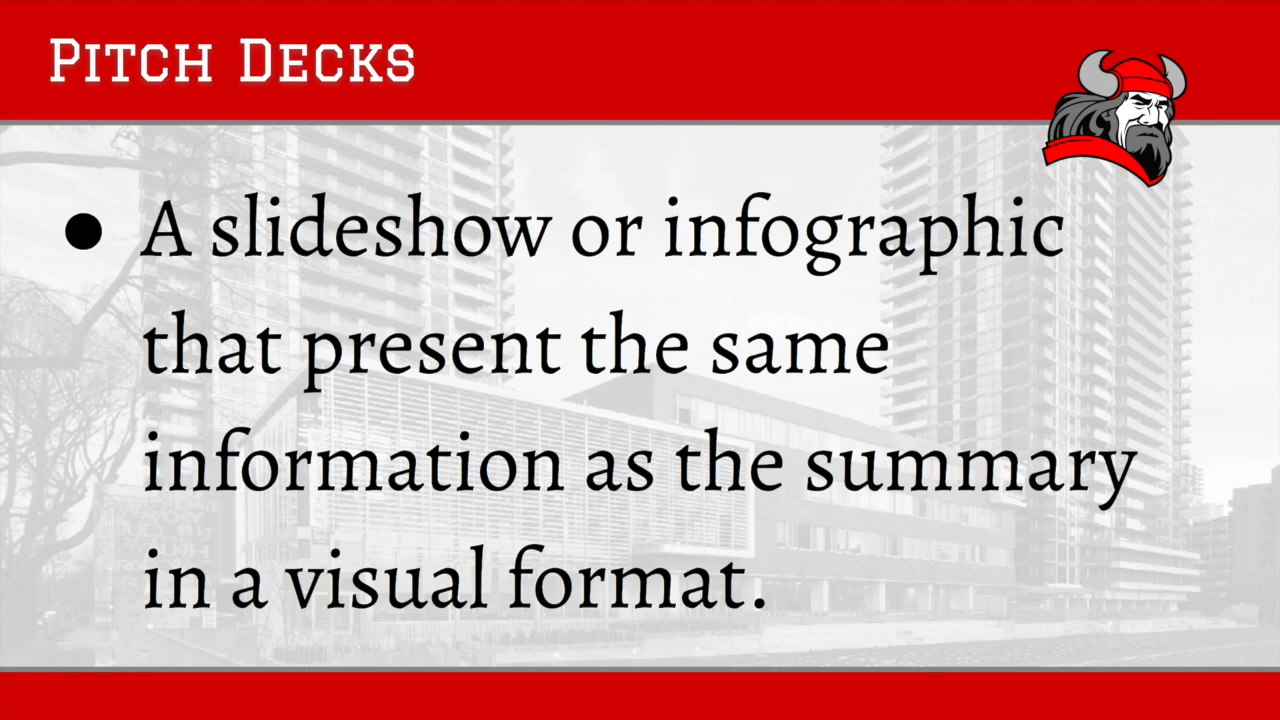 Pitch Decks
● A slideshow or infographic
that present the same
information as the summary
in a visual format.